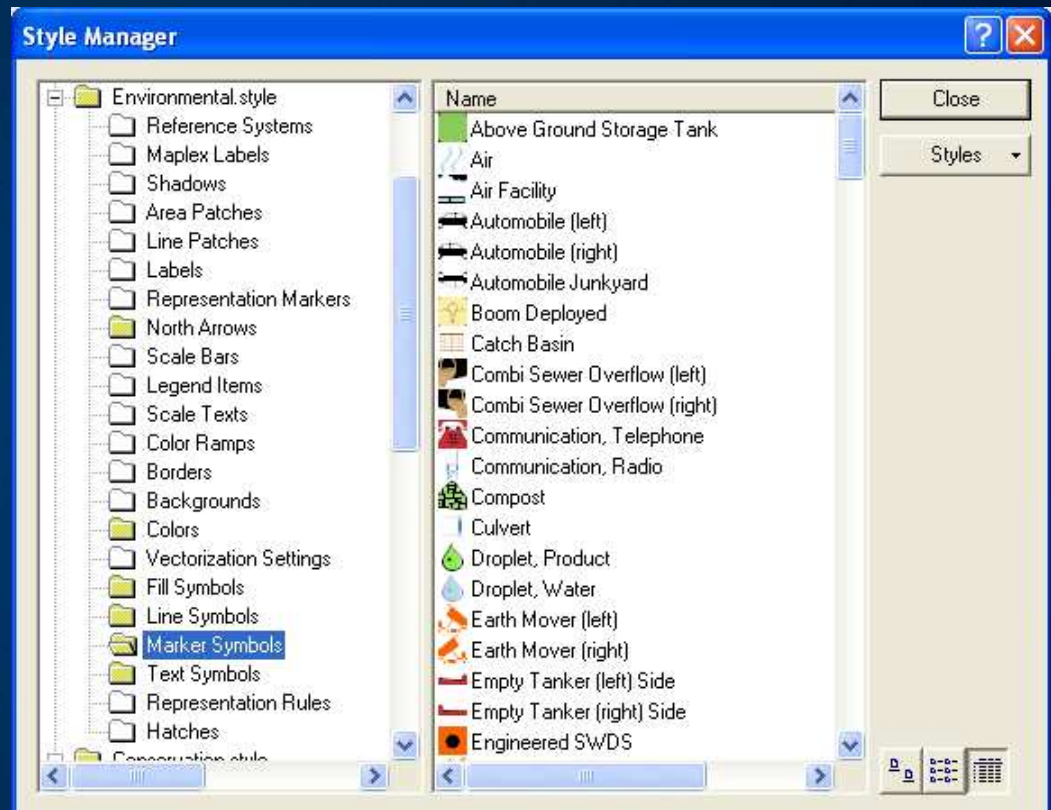 Style Manager
Environmental.style
Reference Systems
Maplex Labels
Shadows
Area Patches
Line Patches
Labels
Representation Markers
North Arrows
Scale Bars
Legend Items
Scale Texts
Color Ramps
Borders
Backgrounds
Colors
Vectorization Settings
Fill Symbols
Line Symbols
Marker Symbols
Text Symbols
Representation Rules
Hatches
Conservation.style
Name
Above Ground Storage Tank
Air
Air Facility
Automobile (left)
Automobile (right)
Automobile Junkyard
Boom Deployed
Catch Basin
Combi Sewer Overflow (left)
Combi Sewer Overflow (right)
Communication, Telephone
Communication, Radio
Compost
Culvert
Droplet, Product
Droplet, Water
Earth Mover (left)
Earth Mover (right)
Empty Tanker (left) Side
Empty Tanker (right) Side
Engineered SWDS
Close
Styles